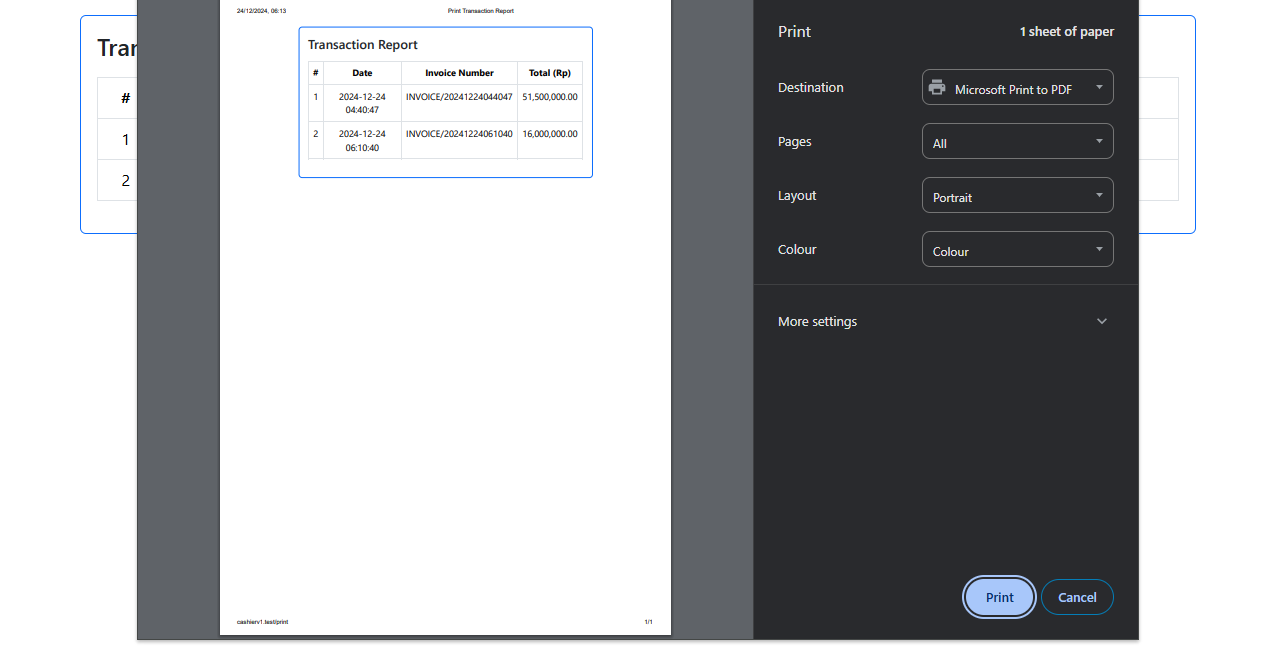 Tran
#
1
2
24/12/2024, 06:13 Print Transaction Report
Transaction Report
# Date Invoice Number Total (Rp)
1 2024-12-24 04:40:47 INVOICE/20241224044047 51,500,000.00
2 2024-12-24 06:10:40 INVOICE/20241224061040 16,000,000.00
cashierv1.test/print 1/1
Print 1 sheet of paper
Destination Microsoft Print to PDF
Pages All
Layout Portrait
Colour Colour
More settings
Print Cancel